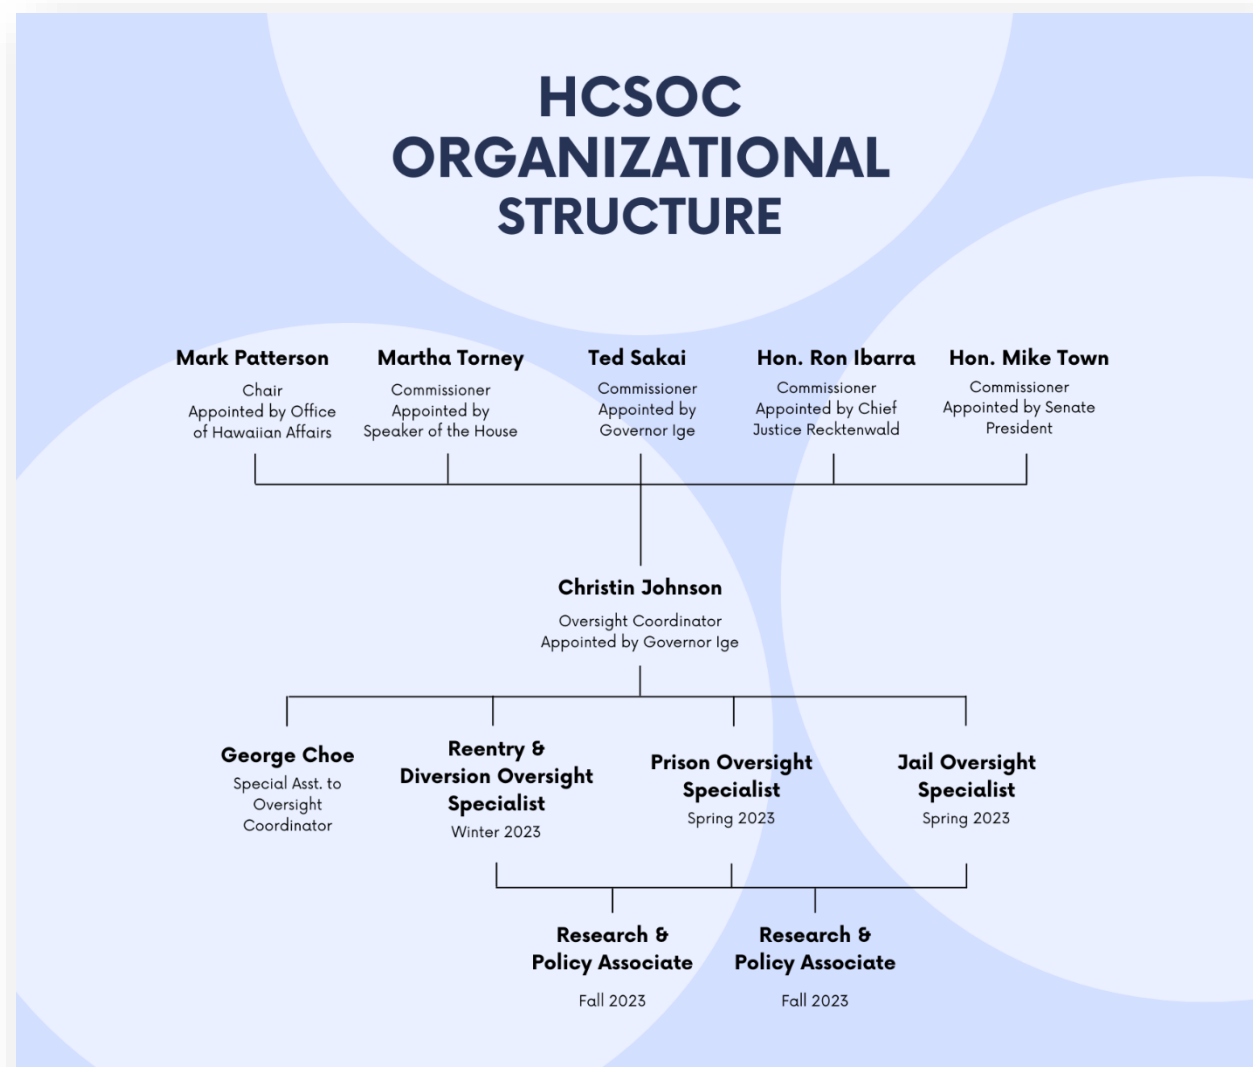 HCSOC
ORGANIZATIONAL
STRUCTURE
Mark Patterson
Chair
Appointed by Office
of Hawaiian Affairs
Martha Torney
Commissioner
Appointed by
Speaker of the House
Ted Sakai
Commissioner
Appointed by
Governor Ige
Hon. Ron Ibarra
Commissioner
Appointed by Chief
Justice Recktenwald
Hon. Mike Town
Commissioner
Appointed by Senate
President
Christin Johnson
Oversight Coordinator
Appointed by Governor Ige
George Choe
Special Asst. to
Oversight
Coordinator
Reentry &
Diversion Oversight
Specialist
Winter 2023
Prison Oversight
Specialist
Spring 2023
Jail Oversight
Specialist
Spring 2023
Research &
Policy Associate
Fall 2023
Research &
Policy Associate
Fall 2023